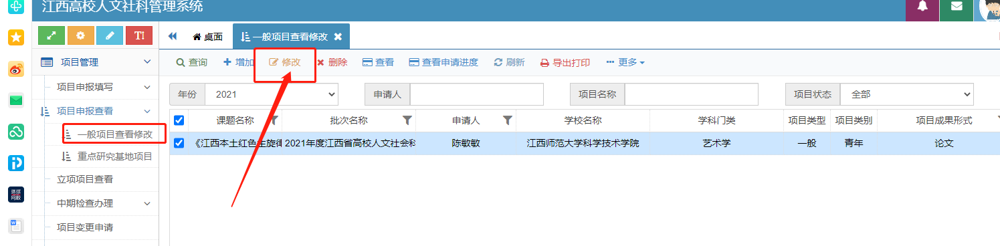 江西高校人文社科管理系统
T!
桌面
一般项目查看修改
项目管理
查询 增加 修改 删除 查看 查看申请进度 刷新 导出打印 更多
项目申报填写
年份 2021 申请人 项目名称 项目状态 全部
项目申报查看
课题名称 批次名称 申请人 学校名称 学科门类 项目类型 项目类别 项目成果形式
一般项目查看修改
《江西本土红色主旋律 2021年度江西省高校人文社会科 陈敏敏 江西师范大学科学技术学院 艺术学 一般 青年 论文
重点研究基地项目
立项项目查看
环球
网校
中期检查办理
项目变更申请